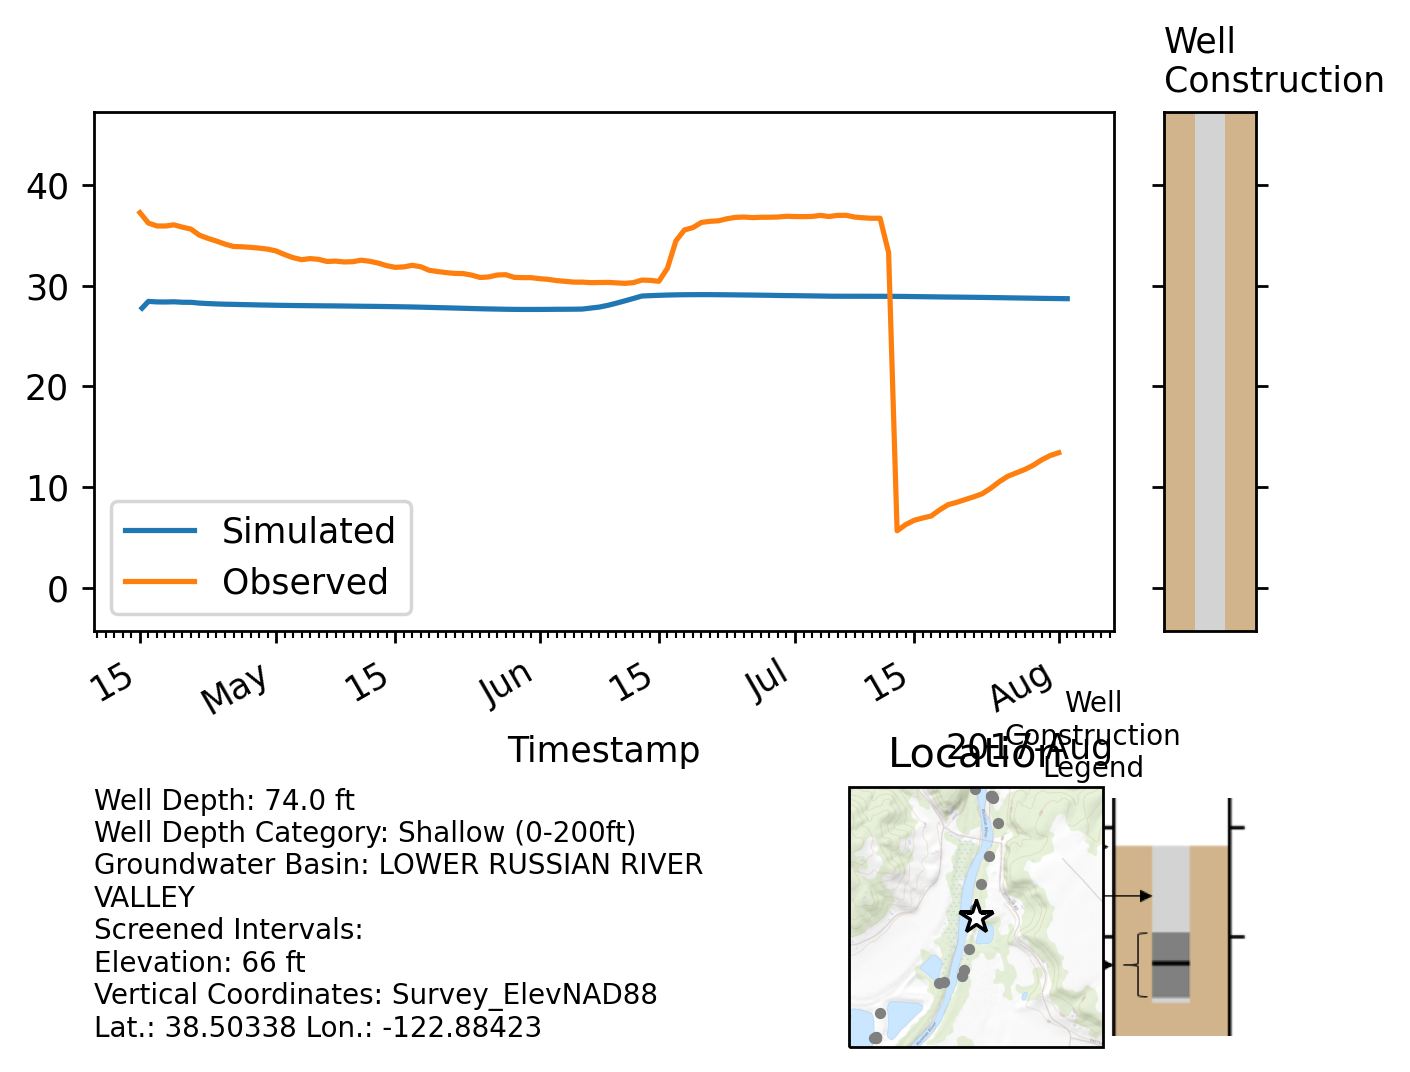 Well
Construction
40
30
20
10
0
Simulated
Observed
15
May
15
Jun
15
Jul
15
Aug
Timestamp
2017-Aug
Well Depth: 74.0 ft
Well Depth Category: Shallow (0-200ft)
Groundwater Basin: LOWER RUSSIAN RIVER
VALLEY
Screened Intervals:
Elevation: 66 ft
Vertical Coordinates: Survey_ElevNAD88
Lat.: 38.50338 Lon.: -122.88423
Location
Well
Construction
Legend